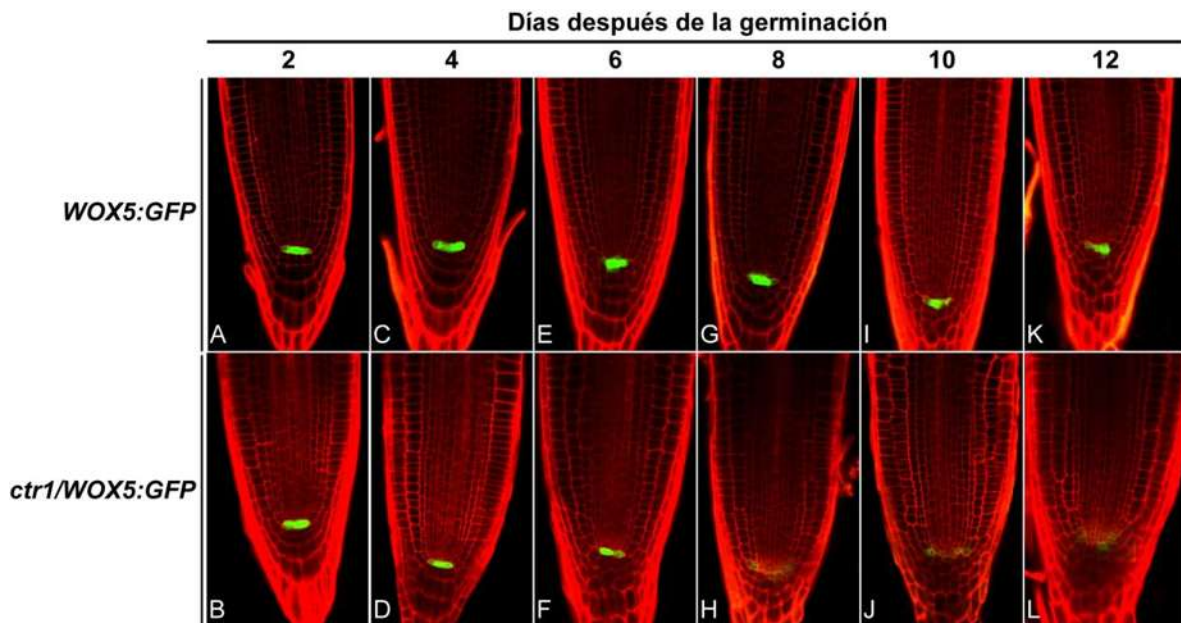 Días después de la germinación
2 4 6 8 10 12
WOX5:GFP
A C E G I K
ctr1/WOX5:GFP
B D F H J L